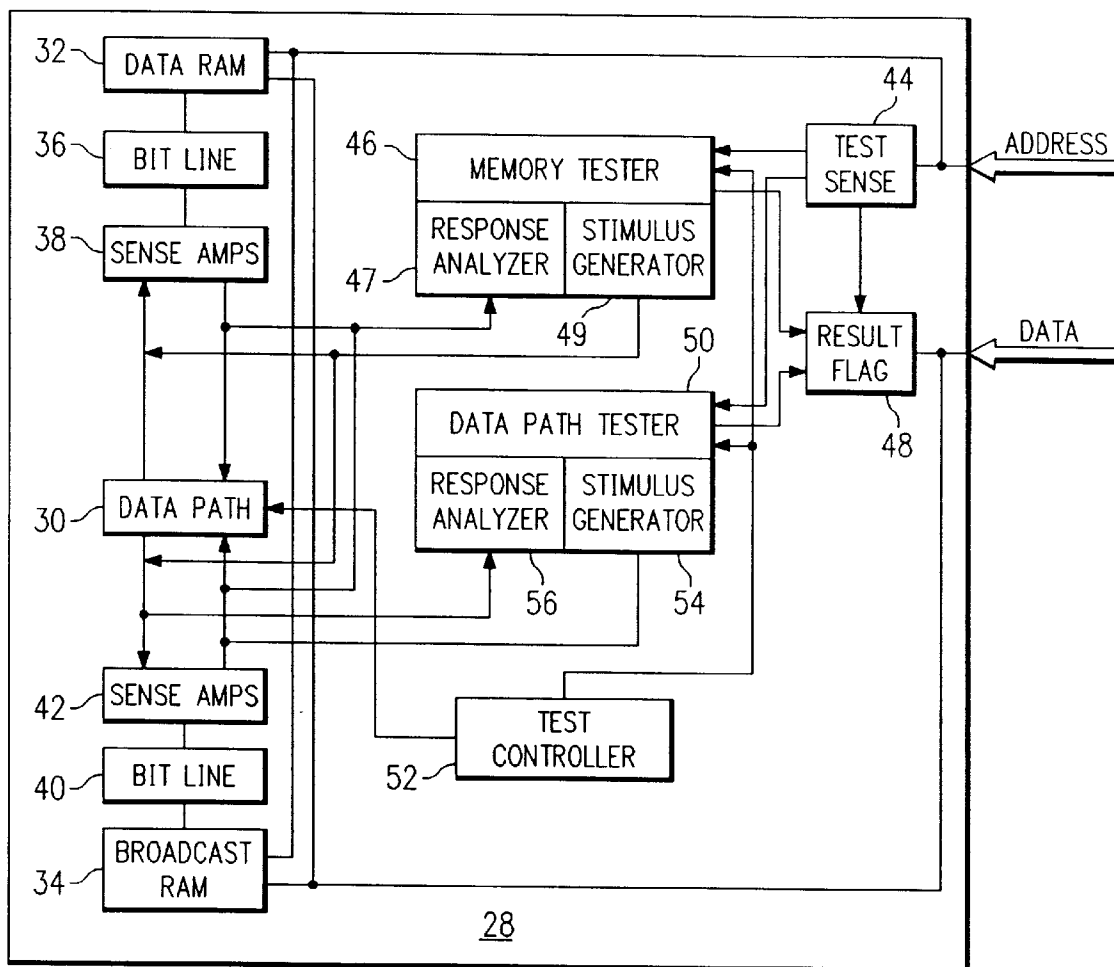 32
DATA RAM
44
36
BIT LINE
46
MEMORY TESTER
TEST
SENSE
ADDRESS
38
SENSE AMPS
RESPONSE
ANALYZER
STIMULUS
GENERATOR
47
49
50
RESULT
FLAG
DATA
48
DATA PATH TESTER
30
DATA PATH
RESPONSE
ANALYZER
STIMULUS
GENERATOR
56
54
42
SENSE AMPS
40
BIT LINE
TEST
CONTROLLER
52
34
BROADCAST
RAM
28